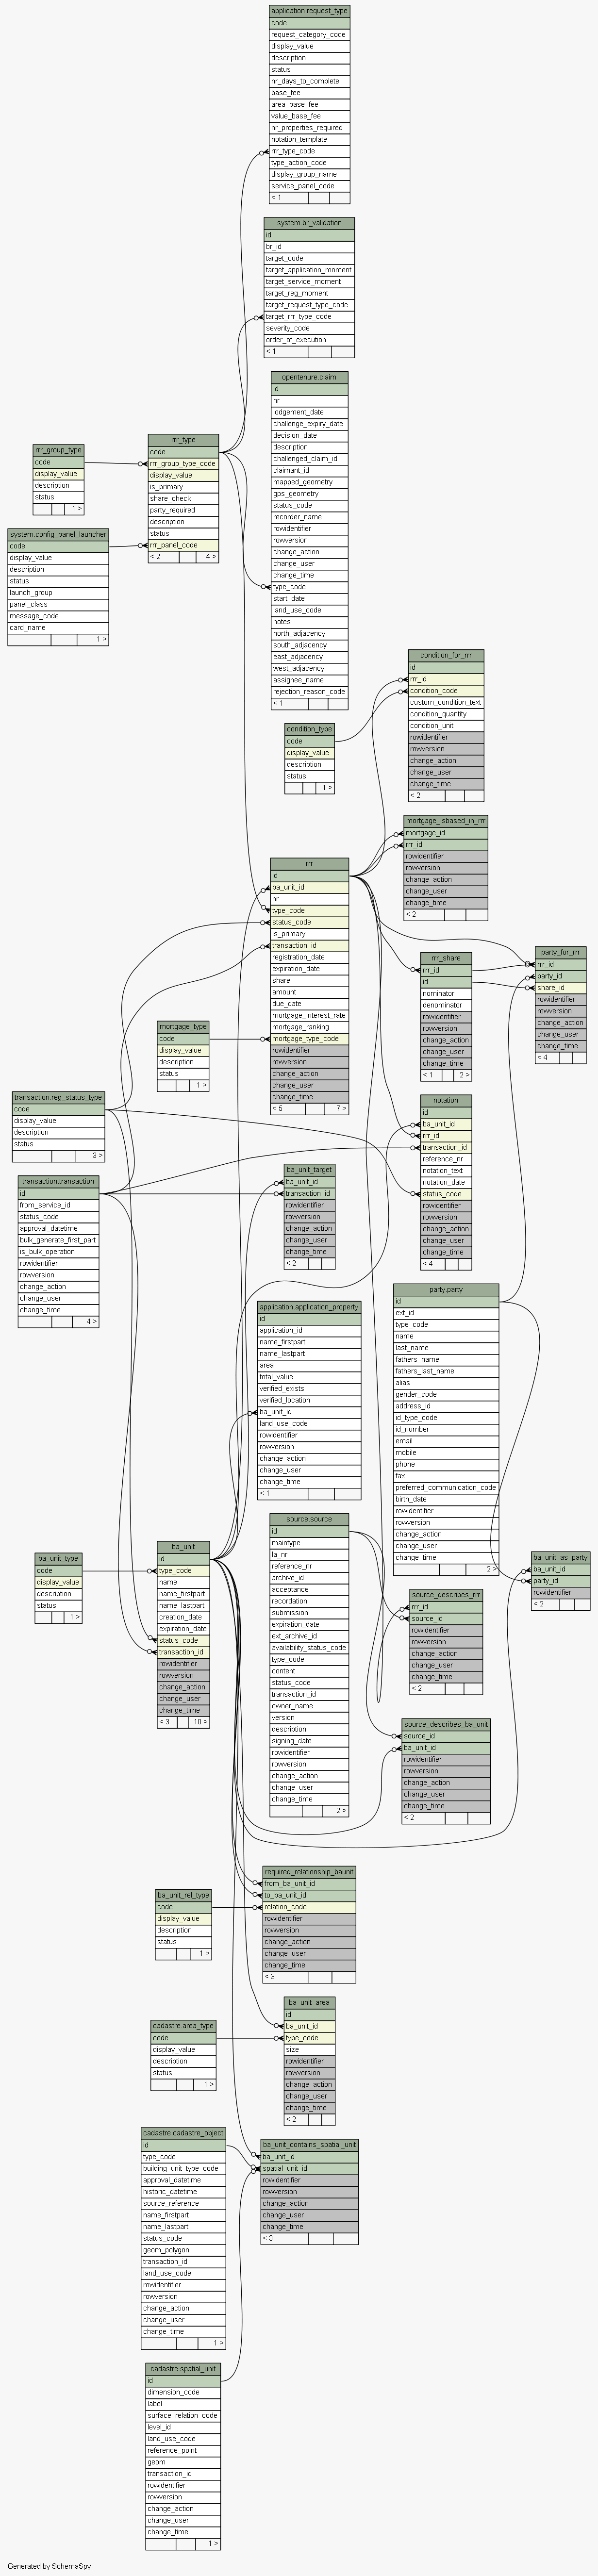 application.request_type
code
request_category_code
display_value
description
status
nr_days_to_complete
base_fee
area_base_fee
value_base_fee
nr_properties_required
notation_template
rrr_type_code
type_action_code
display_group_name
service_panel_code
< 1
system.br_validation
id
br_id
target_code
target_application_moment
target_service_moment
target_reg_moment
target_request_type_code
target_rrr_type_code
severity_code
order_of_execution
< 1
opentenure.claim
id
nr
lodgement_date
challenge_expiry_date
decision_date
description
challenged_claim_id
claimant_id
mapped_geometry
gps_geometry
status_code
recorder_name
rowidentifier
rowversion
change_action
change_user
change_time
type_code
start_date
land_use_code
notes
north_adjacency
south_adjacency
east_adjacency
west_adjacency
assignee_name
rejection_reason_code
< 1
rrr_type
code
rrr_group_type_code
display_value
is_primary
share_check
party_required
description
status
rrr_panel_code
< 2 4 >
rrr_group_type
code
display_value
description
status
1 >
system.config_panel_launcher
code
display_value
description
status
launch_group
panel_class
message_code
card_name
1 >
condition_for_rrr
id
rrr_id
condition_code
custom_condition_text
condition_quantity
condition_unit
rowidentifier
rowversion
change_action
change_user
change_time
< 2
condition_type
code
display_value
description
status
1 >
mortgage_isbased_in_rrr
mortgage_id
rrr_id
rowidentifier
rowversion
change_action
change_user
change_time
< 2
rrr
id
ba_unit_id
nr
type_code
status_code
is_primary
transaction_id
registration_date
expiration_date
share
amount
due_date
mortgage_interest_rate
mortgage_ranking
mortgage_type_code
rowidentifier
rowversion
change_action
change_user
change_time
< 5 7 >
party_for_rrr
rrr_id
party_id
share_id
rowidentifier
rowversion
change_action
change_user
change_time
< 4
rrr_share
rrr_id
id
nominator
denominator
rowidentifier
rowversion
change_action
change_user
change_time
< 1 2 >
mortgage_type
code
display_value
description
status
1 >
transaction.reg_status_type
code
display_value
description
status
3 >
notation
id
ba_unit_id
rrr_id
transaction_id
reference_nr
notation_text
notation_date
status_code
rowidentifier
rowversion
change_action
change_user
change_time
< 4
transaction.transaction
id
from_service_id
status_code
approval_datetime
bulk_generate_first_part
is_bulk_operation
rowidentifier
rowversion
change_action
change_user
change_time
4 >
ba_unit_target
ba_unit_id
transaction_id
rowidentifier
rowversion
change_action
change_user
change_time
< 2
party.party
id
ext_id
type_code
name
last_name
fathers_name
fathers_last_name
alias
gender_code
address_id
id_type_code
id_number
email
mobile
phone
fax
preferred_communication_code
birth_date
rowidentifier
rowversion
change_action
change_user
change_time
2 >
application.application_property
id
application_id
name_firstpart
name_lastpart
area
total_value
verified_exists
verified_location
ba_unit_id
land_use_code
rowidentifier
rowversion
change_action
change_user
change_time
< 1
source.source
id
maintype
la_nr
reference_nr
archive_id
acceptance
recordation
submission
expiration_date
ext_archive_id
availability_status_code
type_code
content
status_code
transaction_id
owner_name
version
description
signing_date
rowidentifier
rowversion
change_action
change_user
change_time
2 >
ba_unit
id
type_code
name
name_firstpart
name_lastpart
creation_date
expiration_date
status_code
transaction_id
rowidentifier
rowversion
change_action
change_user
change_time
< 3 10 >
ba_unit_type
code
display_value
description
status
1 >
ba_unit_as_party
ba_unit_id
party_id
rowidentifier
< 2
source_describes_rrr
rrr_id
source_id
rowidentifier
rowversion
change_action
change_user
change_time
< 2
source_describes_ba_unit
source_id
ba_unit_id
rowidentifier
rowversion
change_action
change_user
change_time
< 2
required_relationship_baunit
from_ba_unit_id
to_ba_unit_id
relation_code
rowidentifier
rowversion
change_action
change_user
change_time
< 3
ba_unit_rel_type
code
display_value
description
status
1 >
ba_unit_area
id
ba_unit_id
type_code
size
rowidentifier
rowversion
change_action
change_user
change_time
< 2
cadastre.area_type
code
display_value
description
status
1 >
cadastre.cadastre_object
id
type_code
building_unit_type_code
approval_datetime
historic_datetime
source_reference
name_firstpart
name_lastpart
status_code
geom_polygon
transaction_id
land_use_code
rowidentifier
rowversion
change_action
change_user
change_time
1 >
ba_unit_contains_spatial_unit
ba_unit_id
spatial_unit_id
rowidentifier
rowversion
change_action
change_user
change_time
< 3
cadastre.spatial_unit
id
dimension_code
label
surface_relation_code
level_id
land_use_code
reference_point
geom
transaction_id
rowidentifier
rowversion
change_action
change_user
change_time
1 >
Generated by SchemaSpy